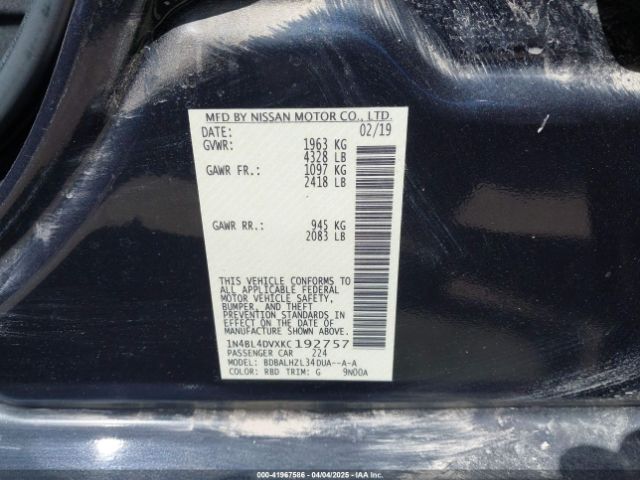 MFD BY NISSAN MOTOR CO., LTD.
DATE: 02/19
GVWR: 1963 KG
4328 LB
GAWR FR.: 1097 KG
2418 LB
GAWR RR.: 945 KG
2083 LB
THIS VEHICLE CONFORMS TO
ALL APPLICABLE FEDERAL
MOTOR VEHICLE SAFETY,
BUMPER, AND THEFT
PREVENTION STANDARDS IN
EFFECT ON THE DATE OF
MANUFACTURE SHOWN ABOVE.
1N4BL4DVXKC192757
PASSENGER CAR 224
MODEL: BDBALHZL34DUA--A-A
COLOR: RBD TRIM: G 9N00A
000-41967586 - 04/04/2025 - IAA